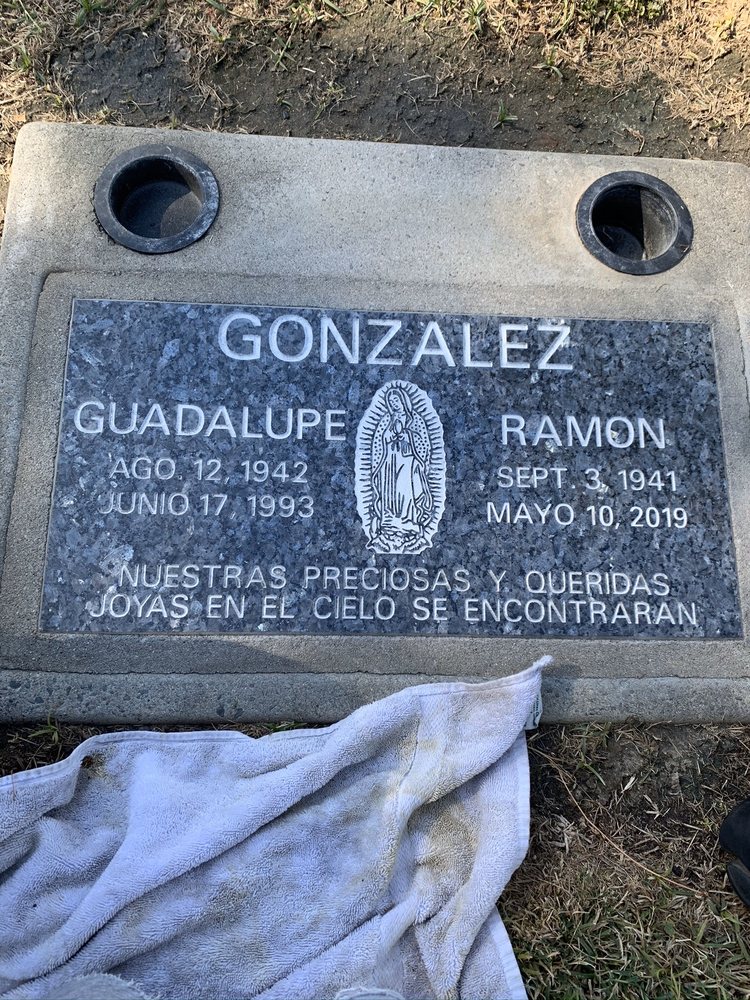 GONZALEZ
GUADALUPE
AGO. 12, 1942
JUNIO 17, 1993
RAMON
SEPT. 3, 1941
MAYO 10, 2019
NUESTRAS PRECIOSAS Y QUERIDAS
JOYAS EN EL CIELO SE ENCONTRARAN